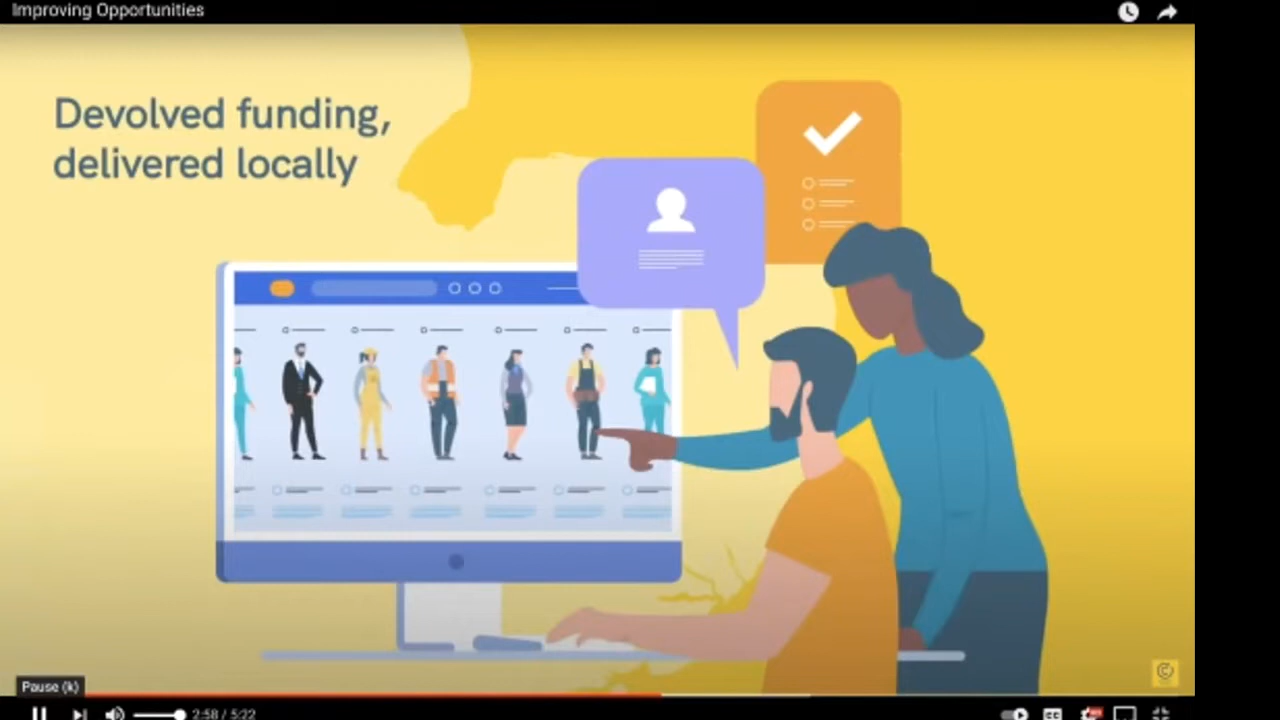 Improving Opportunities
Devolved funding,
delivered locally
Pause (k)
2:58 / 5:22